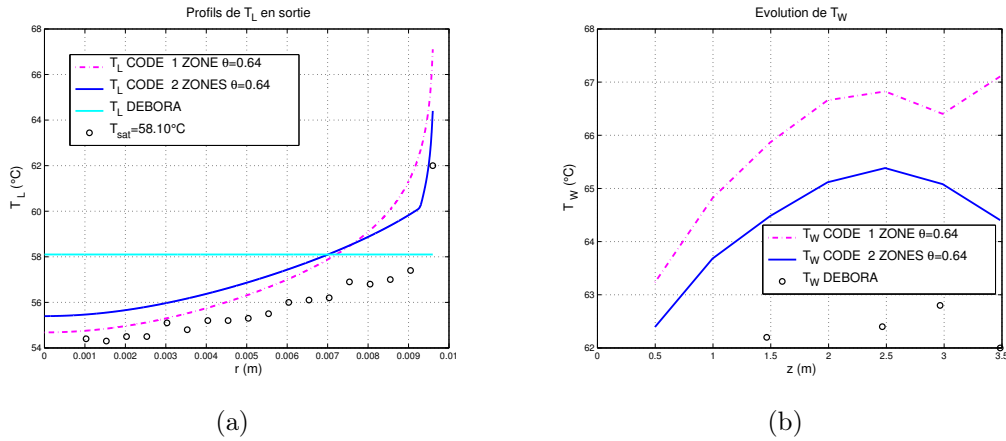 Profils de T_L en sortie
68
66
64
62
60
58
56
54
0
0.001
0.002
0.003
0.004
0.005
0.006
0.007
0.008
0.009
0.01
T_L (°C)
r (m)
T_L CODE 1 ZONE θ=0.64
T_L CODE 2 ZONES θ=0.64
T_L DEBORA
T_sat=58.10°C
(a)
Evolution de T_W
68
67
66
65
64
63
62
0
0.5
1
1.5
2
2.5
3
3.5
T_W (°C)
z (m)
T_W CODE 1 ZONE θ=0.64
T_W CODE 2 ZONES θ=0.64
T_W DEBORA
(b)